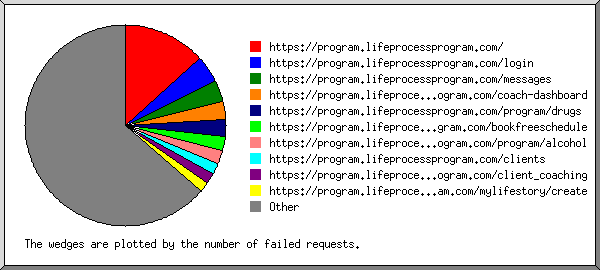 https://program.lifeprocessprogram.com/
https://program.lifeprocessprogram.com/login
https://program.lifeprocessprogram.com/messages
https://program.lifeproce...ogram.com/coach-dashboard
https://program.lifeprocessprogram.com/program/drugs
https://program.lifeproce...gram.com/bookfreeschedule
https://program.lifeproce...ogram.com/program/alcohol
https://program.lifeprocessprogram.com/clients
https://program.lifeproce...ogram.com/client_coaching
https://program.lifeproce...am.com/mylifestory/create
Other
The wedges are plotted by the number of failed requests.